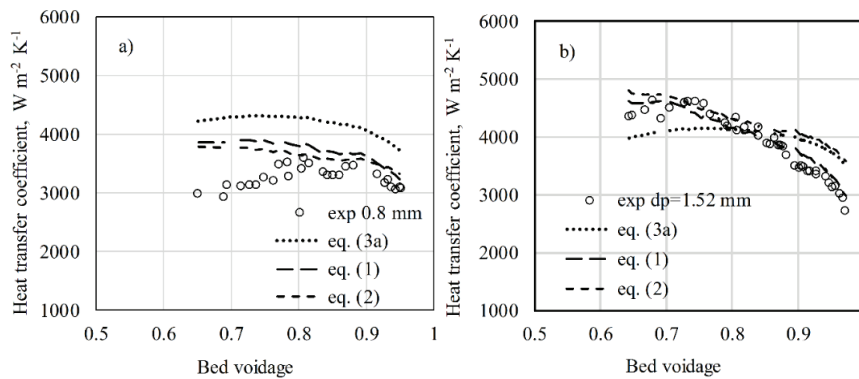 Heat transfer coefficient, W m-2 K-1
6000
5000
4000
3000
2000
1000
a)
exp 0.8 mm
eq. (3a)
eq. (1)
eq. (2)
0.5 0.6 0.7 0.8 0.9 1
Bed voidage
Heat transfer coefficient, W m-2 K-1
6000
5000
4000
3000
2000
1000
b)
exp dp=1.52 mm
eq. (3a)
eq. (1)
eq. (2)
0.5 0.6 0.7 0.8 0.9
Bed voidage